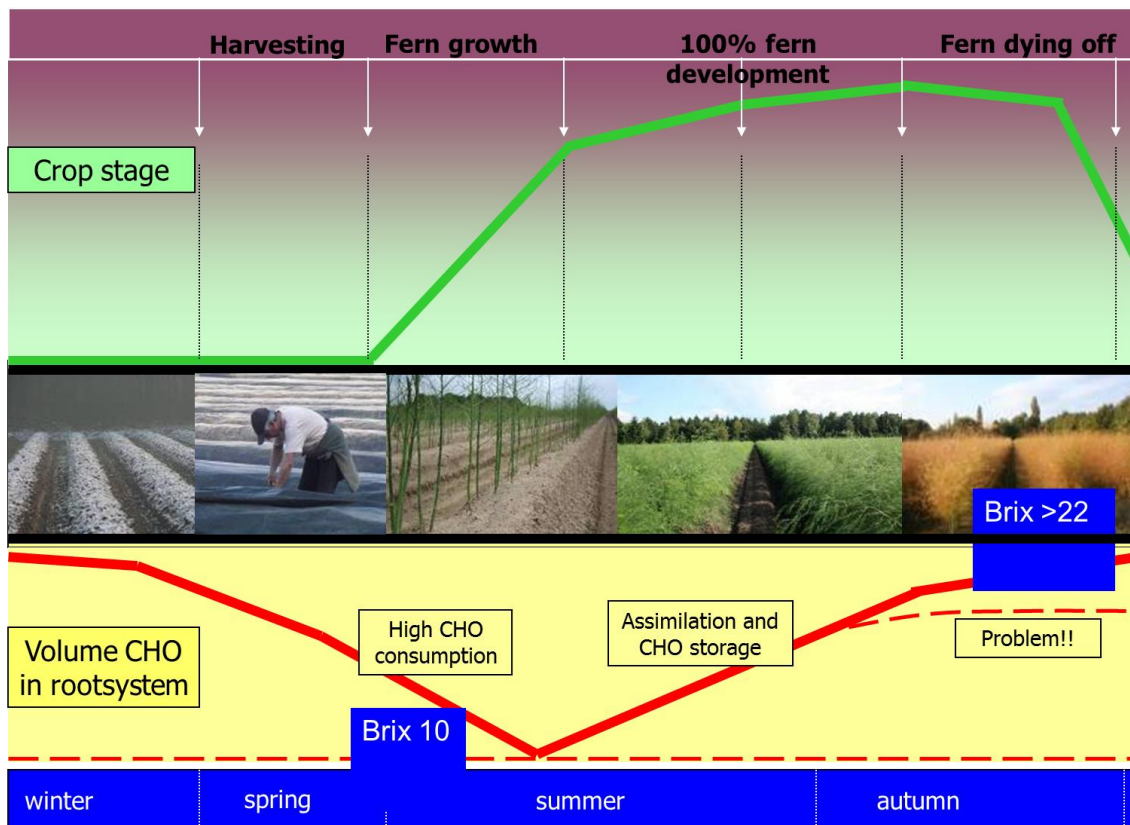 Harvesting
Fern growth
100% fern
development
Fern dying off
Crop stage
Brix >22
High CHO
consumption
Assimilation and
CHO storage
Problem!!
Volume CHO
in rootsystem
Brix 10
winter
spring
summer
autumn